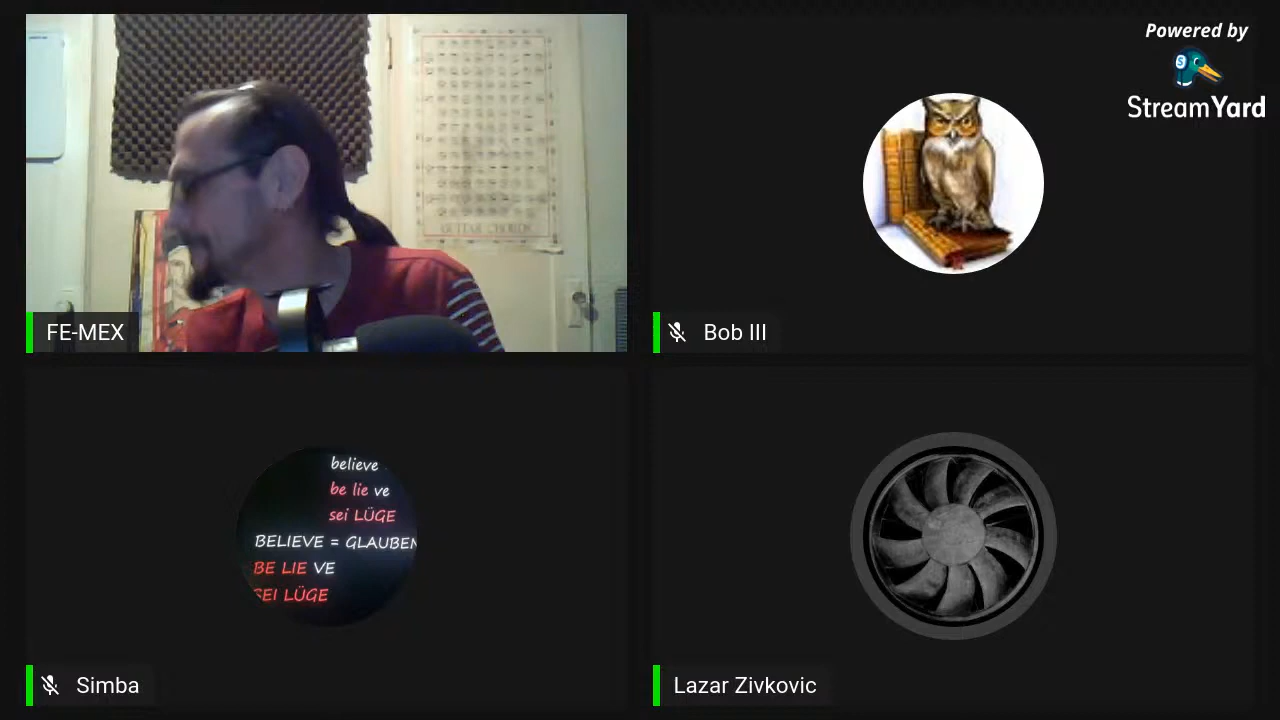 Powered by
StreamYard
GUITAR CHORDS
FE-MEX
Bob III
believe
be lie ve
sei LÜGE
BELIEVE = GLAUBEN
BE LIE VE
SEI LÜGE
Simba
Lazar Zivkovic